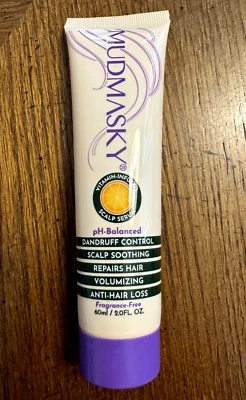 MUDMASKY®
VITAMIN-INFUSED
SCALP SERUM
pH-Balanced
DANDRUFF CONTROL
SCALP SOOTHING
REPAIRS HAIR
VOLUMIZING
ANTI-HAIR LOSS
Fragrance-Free
60ml / 2.0FL. OZ.